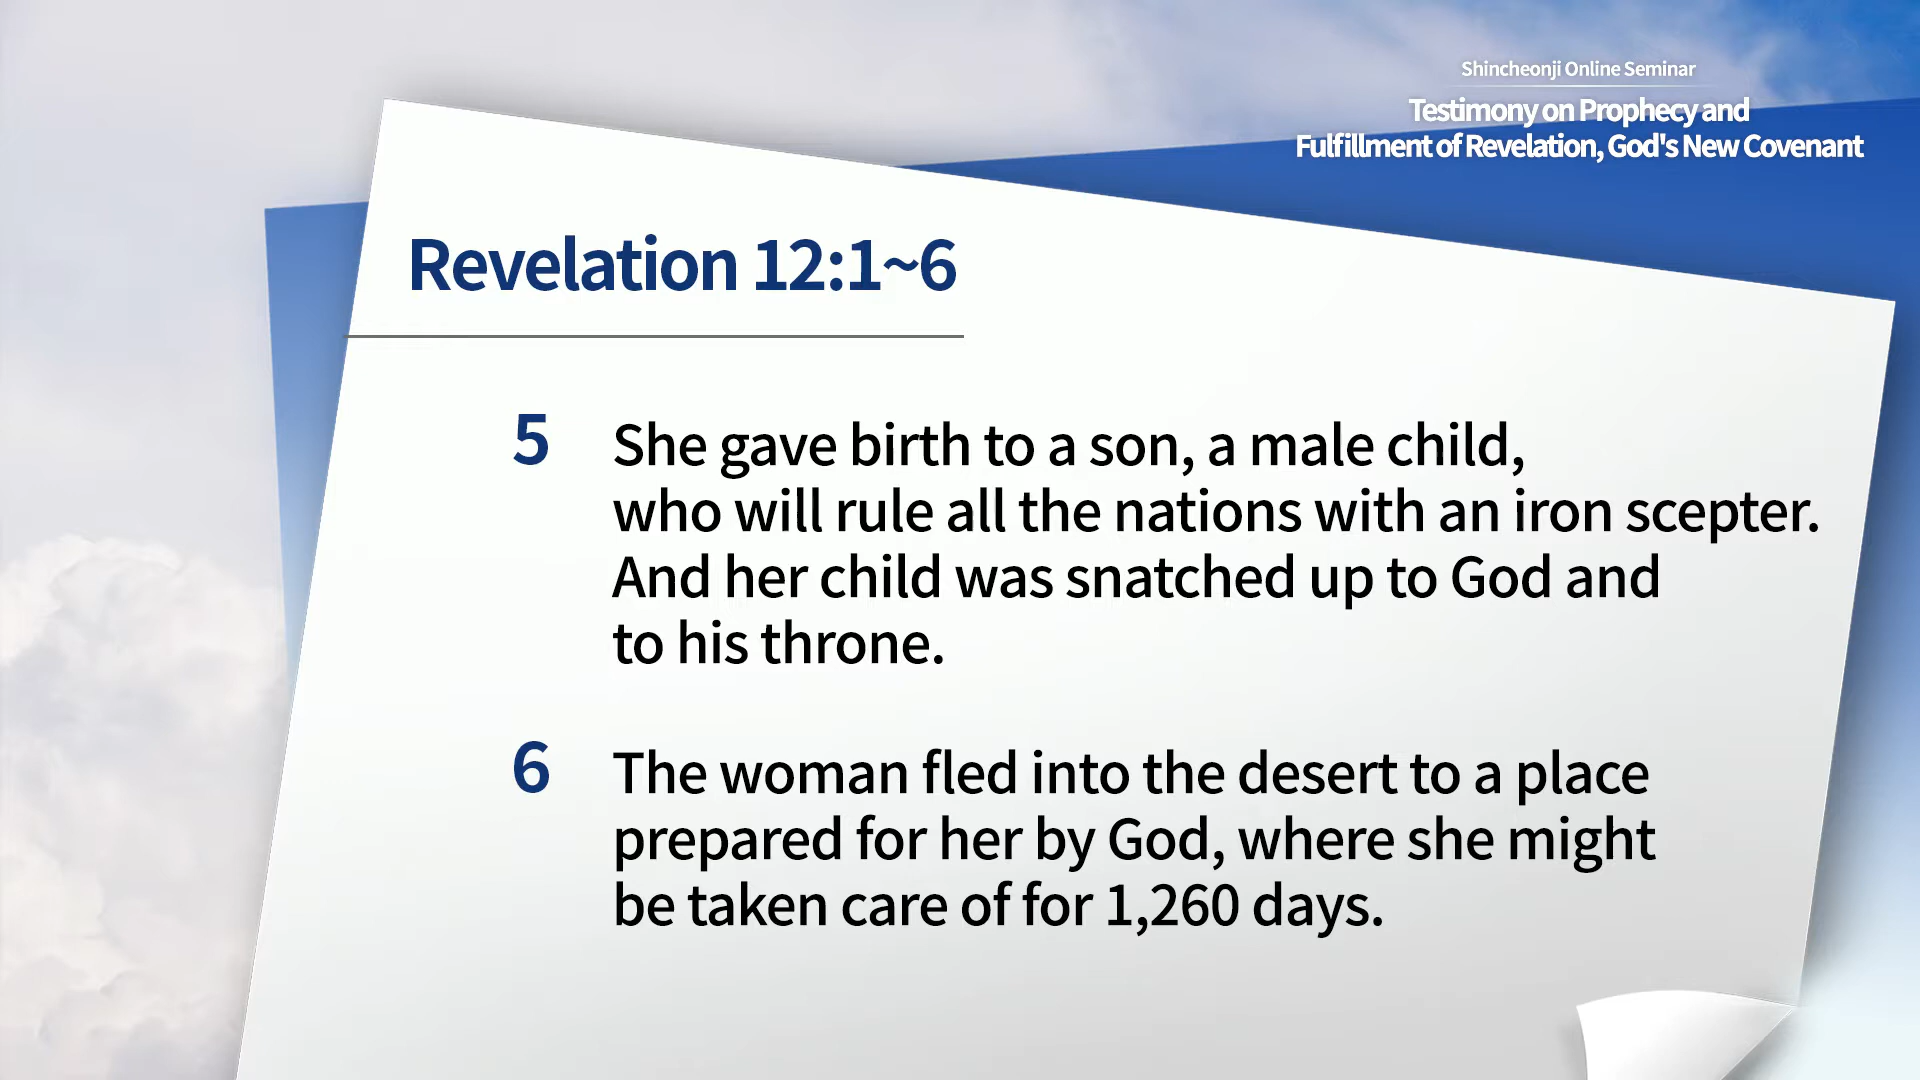 Shincheonji Online Seminar
Testimony on Prophecy and
Fulfillment of Revelation, God's New Covenant
Revelation 12:1~6
5 She gave birth to a son, a male child,
who will rule all the nations with an iron scepter.
And her child was snatched up to God and
to his throne.
6 The woman fled into the desert to a place
prepared for her by God, where she might
be taken care of for 1,260 days.